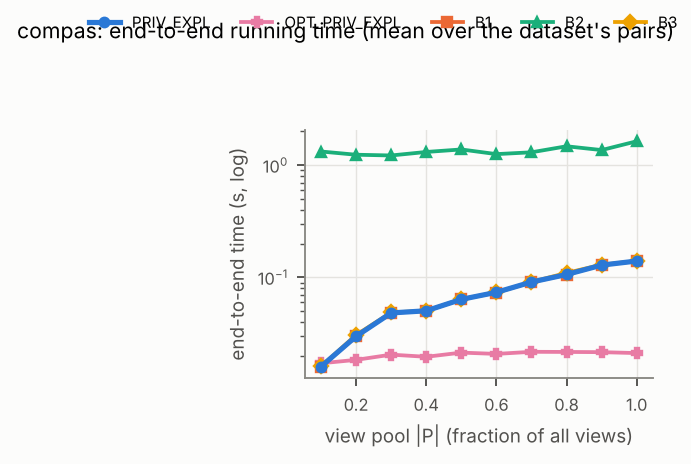 PRIV_EXPL OPT_PRIV_EXPL B1 B2 B3
compas: end-to-end running time (mean over the dataset's pairs)
end-to-end time (s, log)
10⁰
10⁻¹
0.2 0.4 0.6 0.8 1.0
view pool |P| (fraction of all views)